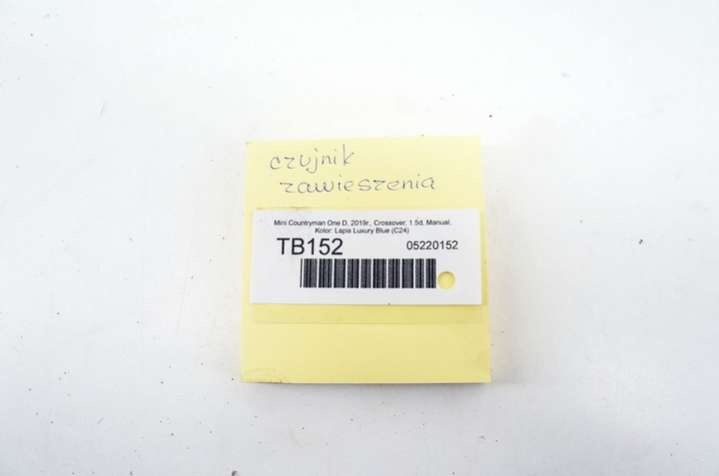 czujnik
zawieszenia
Mini Countryman One D, 2019r., Crossover, 1.5d, Manual,
Kolor: Lapis Luxury Blue (C24)
TB152 05220152